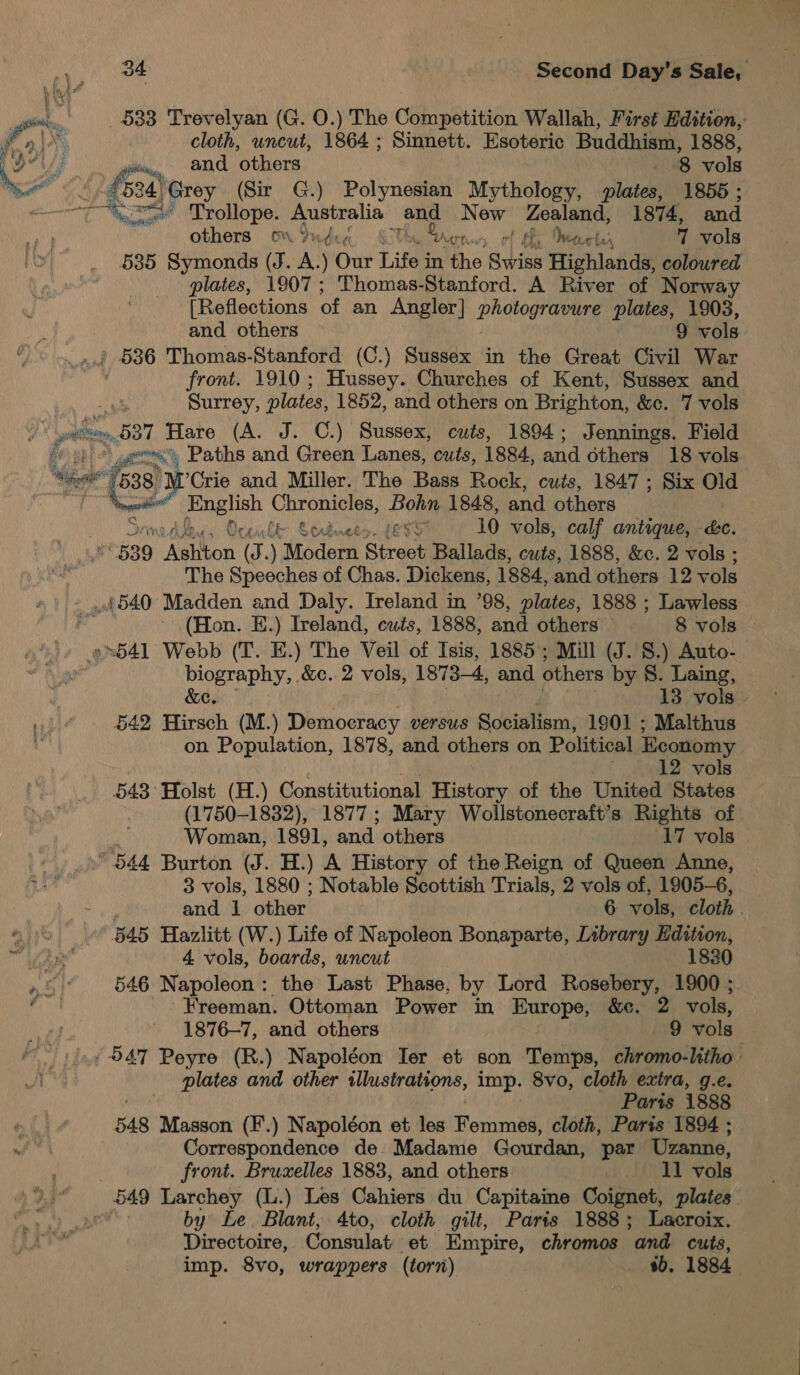 34 Second Day's Sale,
533 Trevelyan (G. O.) The Competition Wallah, First Edition,
cloth, uncut, 1864 ; Sinnett. Esoteric Buddhism, 1888,
and others 8 vols
534 Grey (Sir G.) Polynesian Mythology, plates, 1855 ;
Trollope. Australia and New Zealand, 1874, and
others on India 7 vols
535 Symonds (J. A.) Our Life in the Swiss Highlands, coloured
plates, 1907 ; Thomas-Stanford. A River of Norway
[Reflections of an Angler] photogravure plates, 1903,
and others 9 vols
536 Thomas-Stanford (C.) Sussex in the Great Civil War
front. 1910 ; Hussey. Churches of Kent, Sussex and
Surrey, plates, 1852, and others on Brighton, &c. 7 vols
537 Hare (A. J. C.) Sussex, cuts, 1894 ; Jennings. Field
Paths and Green Lanes, cuts, 1884, and others 18 vols
538 M'Crie and Miller. The Bass Rock, cuts, 1847 ; Six Old
English Chronicles, Bohn 1848, and others
10 vols, calf antique, &c.
539 Ashton (J.) Modern Street Ballads, cuts, 1888, &c. 2 vols ;
The Speeches of Chas. Dickens, 1884, and others 12 vols
540 Madden and Daly. Ireland in '98, plates, 1888 ; Lawless
(Hon. E.) Ireland, cuts, 1888, and others 8 vols
541 Webb (T. E.) The Veil of Isis, 1885 ; Mill (J. S.) Auto-
biography, &c. 2 vols, 1873-4, and others by S. Laing,
&c. 13 vols
542 Hirsch (M.) Democracy versus Socialism, 1901 ; Malthus
on Population, 1878, and others on Political Economy
12 vols
543 Holst (H.) Constitutional History of the United States
(1750-1832), 1877 ; Mary Wollstonecraft's Rights of
Woman, 1891, and others 17 vols
544 Burton (J. H.) A History of the Reign of Queen Anne,
3 vols, 1880 ; Notable Scottish Trials, 2 vols of, 1905-6,
and 1 other 6 vols, cloth
545 Hazlitt (W.) Life of Napoleon Bonaparte, Library Edition,
4 vols, boards, uncut 1830
546 Napoleon : the Last Phase, by Lord Rosebery, 1900 ;
Freeman. Ottoman Power in Europe, &c. 2 vols,
1876-7, and others 9 vols
547 Peyre (R.) Napoléon Ier et son Temps, chromo-litho
plates and other illustrations, imp. 8vo, cloth extra, g.e.
Paris 1888
548 Masson (F.) Napoléon et les Femmes, cloth, Paris 1894 ;
Correspondence de Madame Gourdan, par Uzanne,
front. Bruxelles 1883, and others 11 vols
549 Larchey (L.) Les Cahiers du Capitaine Coignet, plates
by Le Blant, 4to, cloth gilt, Paris 1888 ; Lacroix.
Directoire, Consulat et Empire, chromos and cuts,
imp. 8vo, wrappers (torn) ib. 1884